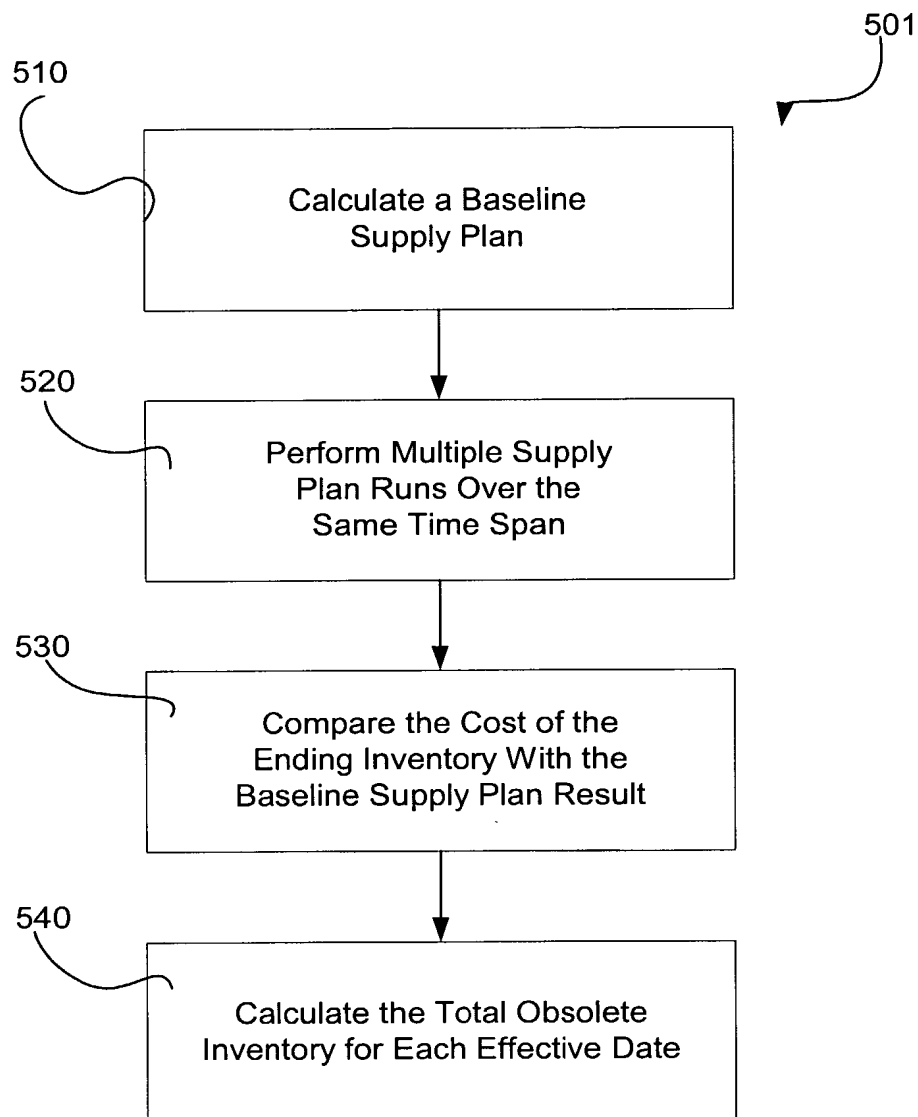 501
510
Calculate a Baseline
Supply Plan
520
Perform Multiple Supply
Plan Runs Over the
Same Time Span
530
Compare the Cost of the
Ending Inventory With the
Baseline Supply Plan Result
540
Calculate the Total Obsolete
Inventory for Each Effective Date